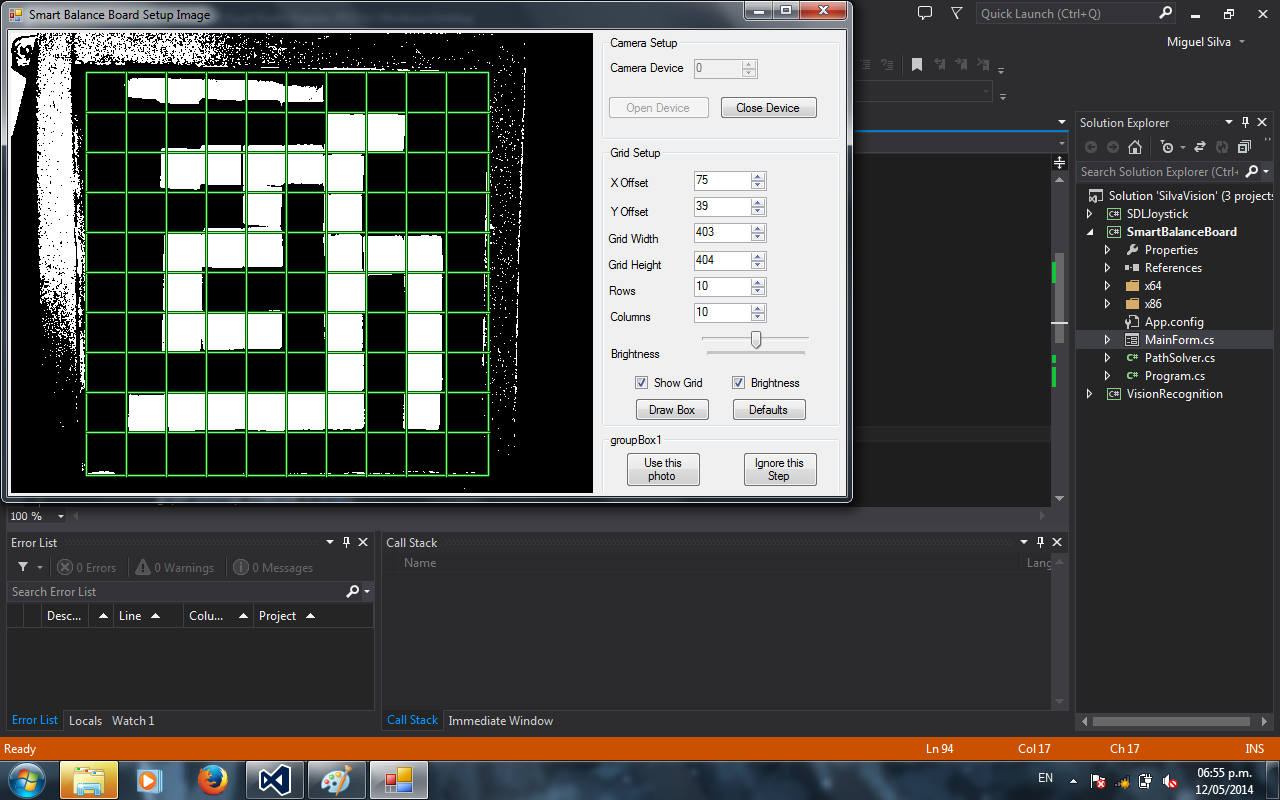 Smart Balance Board Setup Image
Quick Launch (Ctrl+Q)
Miguel Silva
Camera Setup
Camera Device 0
Open Device Close Device
Grid Setup
X Offset 75
Y Offset 39
Grid Width 403
Grid Height 404
Rows 10
Columns 10
Brightness
Show Grid Brightness
Draw Box Defaults
groupBox1
Use this photo
Ignore this Step
Solution Explorer
Search Solution Explorer (Ctrl+
Solution 'SilvaVision' (3 projects
SDLJoystick
SmartBalanceBoard
Properties
References
x64
x86
App.config
MainForm.cs
PathSolver.cs
Program.cs
VisionRecognition
100 %
Error List
0 Errors 0 Warnings 0 Messages
Search Error List
Desc... Line Colu... Project
Error List Locals Watch 1
Call Stack
Name Lang
Call Stack Immediate Window
Ready Ln 94 Col 17 Ch 17 INS
EN
06:55 p.m.
12/05/2014